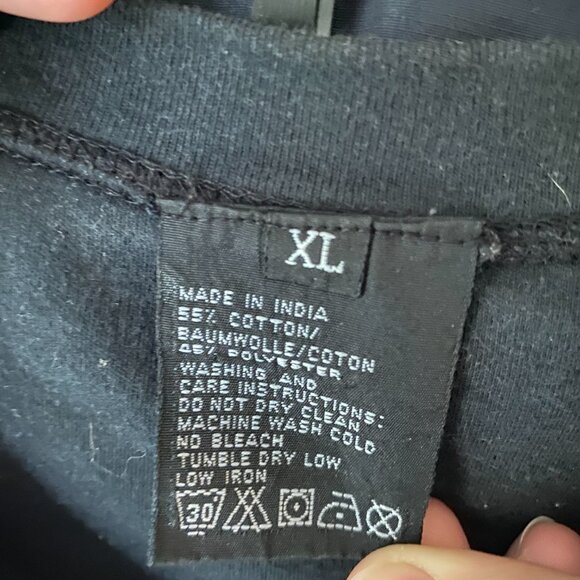 XL
MADE IN INDIA
55% COTTON/
BAUMWOLLE/COTON
45% POLYESTER
WASHING AND
CARE INSTRUCTIONS:
DO NOT DRY CLEAN
MACHINE WASH COLD
NO BLEACH
TUMBLE DRY LOW
LOW IRON
30